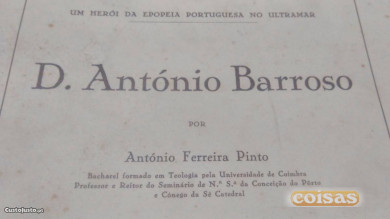 UM HERÓI DA EPOPEIA PORTUGUESA NO ULTRAMAR
D. António Barroso
POR
António Ferreira Pinto
Bacharel formado em Teologia pela Universidade de Coimbra
Professor e Reitor do Seminário de N.ª S.ª da Conceição do Pôrto
e Cónego da Sé Catedral
coisas
CustoJusto.pt